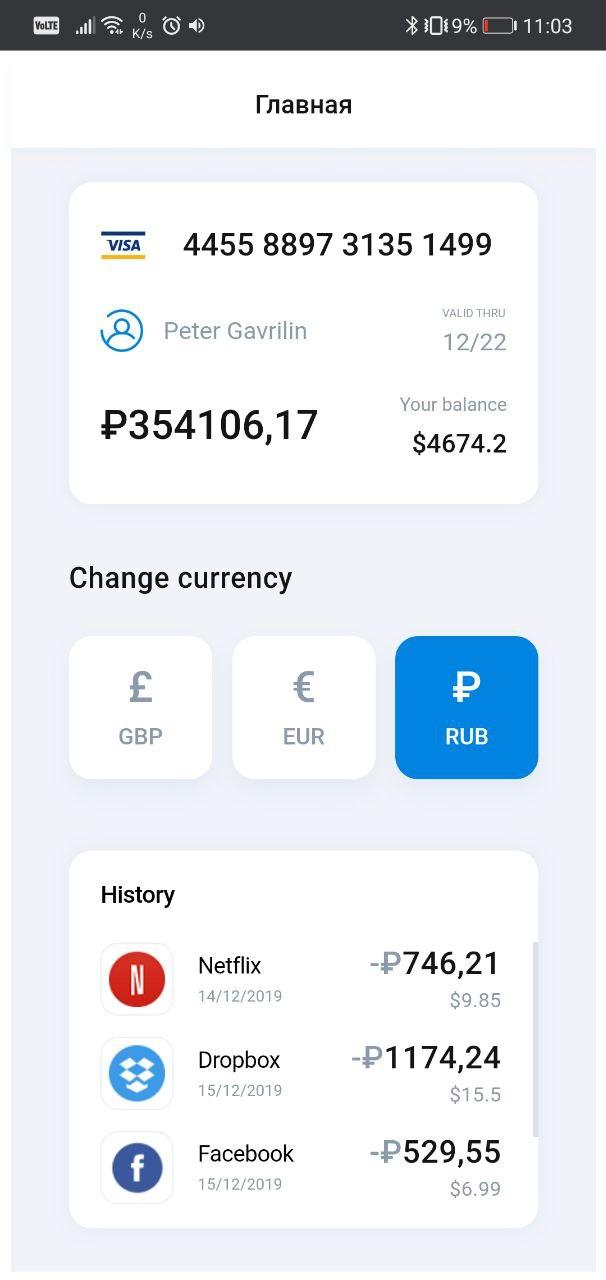 VoLTE 0 K/s 9% 11:03
Главная
VISA 4455 8897 3135 1499
Peter Gavrilin
VALID THRU
12/22
₽354106,17
Your balance
$4674.2
Change currency
£ € ₽
GBP EUR RUB
History
Netflix -₽746,21
14/12/2019 $9.85
Dropbox -₽1174,24
15/12/2019 $15.5
Facebook -₽529,55
15/12/2019 $6.99